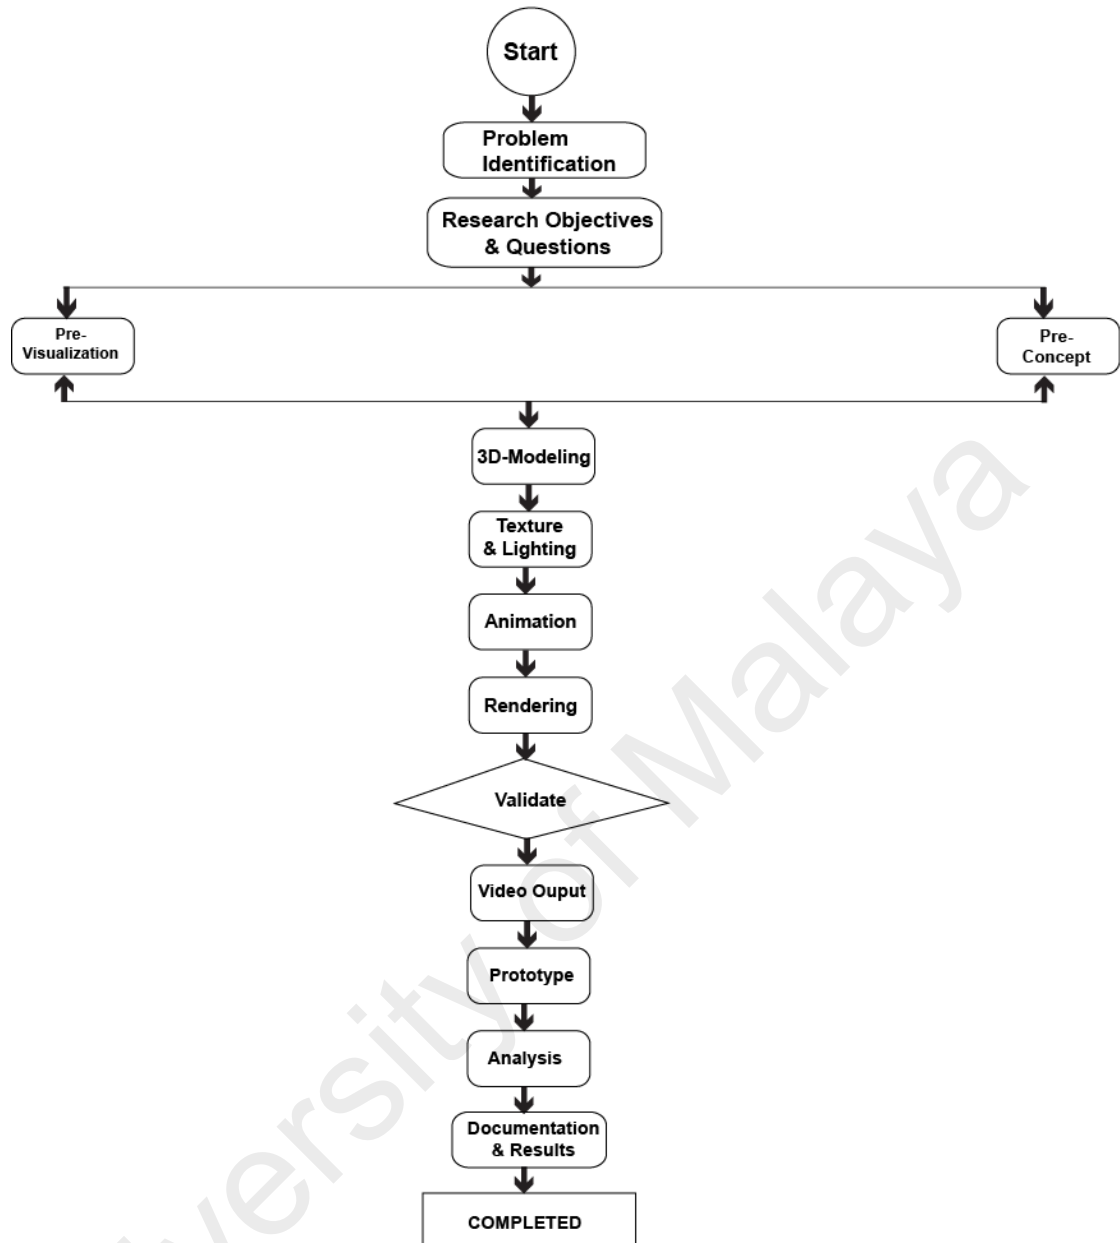 Start
Problem
Identification
Research Objectives
& Questions
Pre-
Visualization
Pre-
Concept
3D-Modeling
Texture
& Lighting
Animation
Rendering
Validate
Video Ouput
Prototype
Analysis
Documentation
& Results
COMPLETED
versity of Malaya